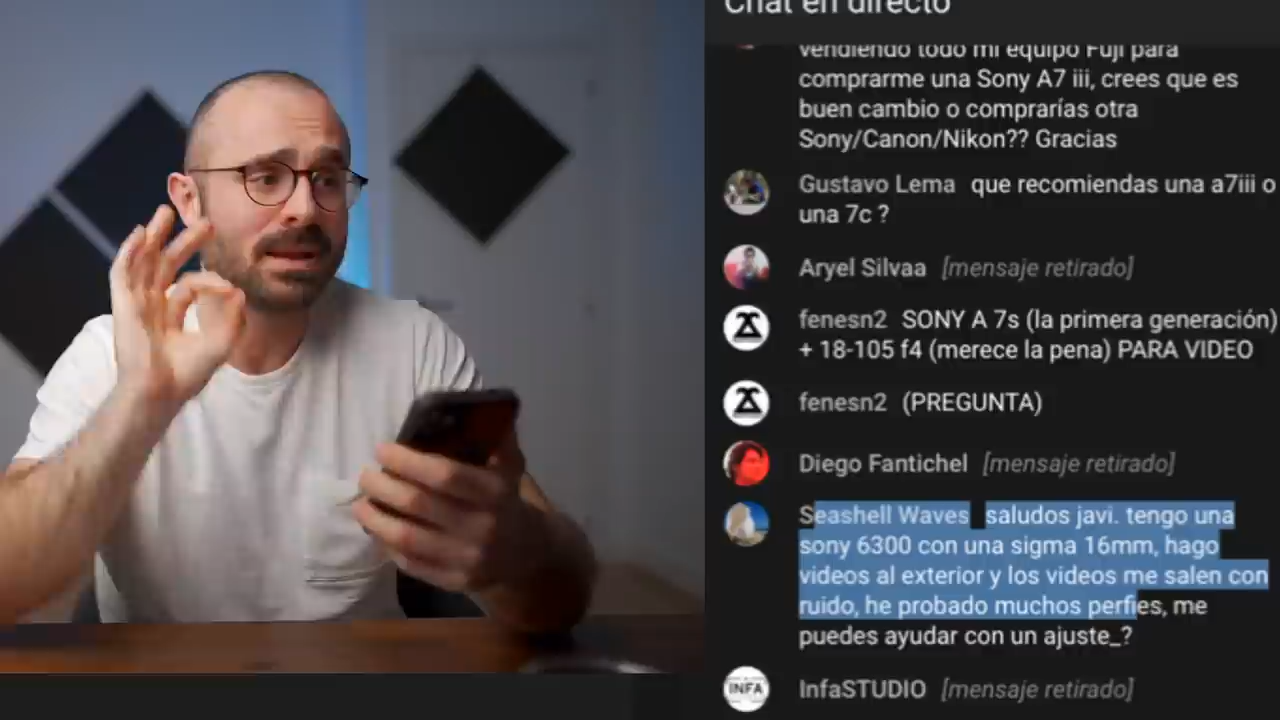 Chat en directo
vendiendo todo mi equipo Fuji para
comprarme una Sony A7 iii, crees que es
buen cambio o comprarías otra
Sony/Canon/Nikon?? Gracias
Gustavo Lema que recomiendas una a7iii o
una 7c ?
Aryel Silvaa [mensaje retirado]
fenesn2 SONY A 7s (la primera generación)
+ 18-105 f4 (merece la pena) PARA VIDEO
fenesn2 (PREGUNTA)
Diego Fantichel [mensaje retirado]
Seashell Waves saludos javi. tengo una
sony 6300 con una sigma 16mm, hago
videos al exterior y los videos me salen con
ruido, he probado muchos perfies, me
puedes ayudar con un ajuste_?
INFA
InfaSTUDIO [mensaje retirado]